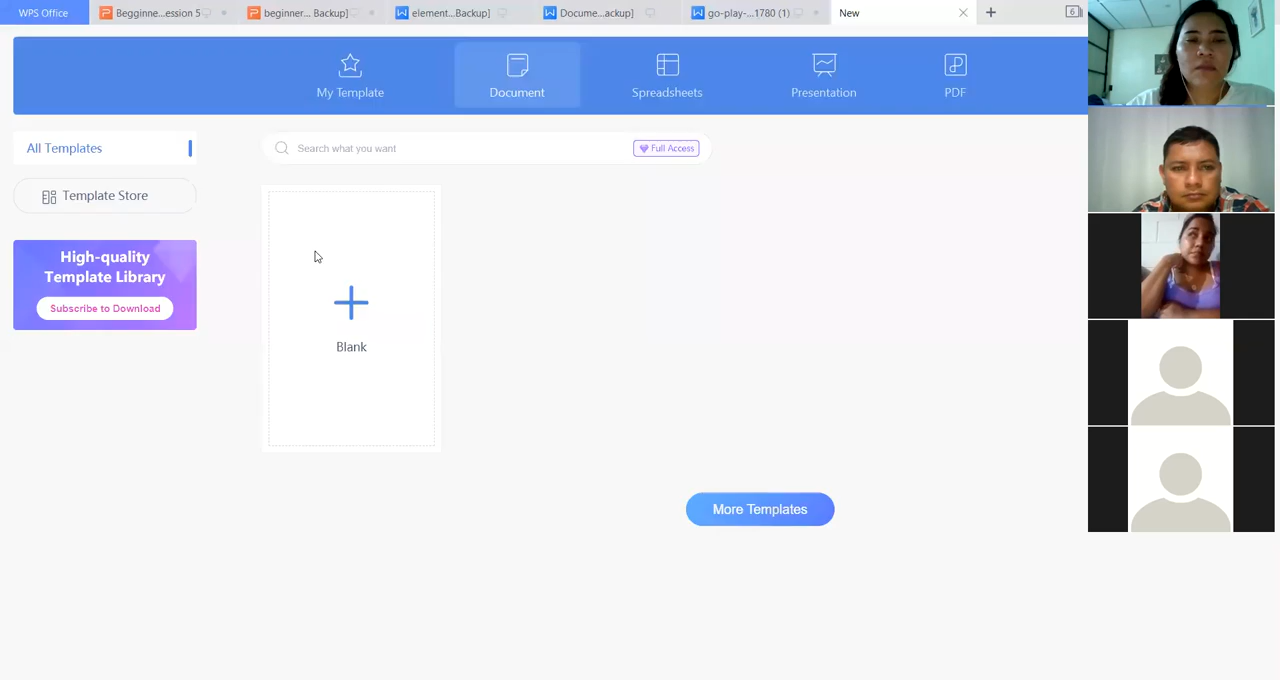 WPS Office
Begginne...ession 5
beginner... Backup]
element...Backup]
Docume...ackup]
go-play-...1780 (1)
New
6
My Template
Document
Spreadsheets
Presentation
PDF
All Templates
Search what you want
Full Access
Template Store
High-quality
Template Library
Subscribe to Download
Blank
More Templates